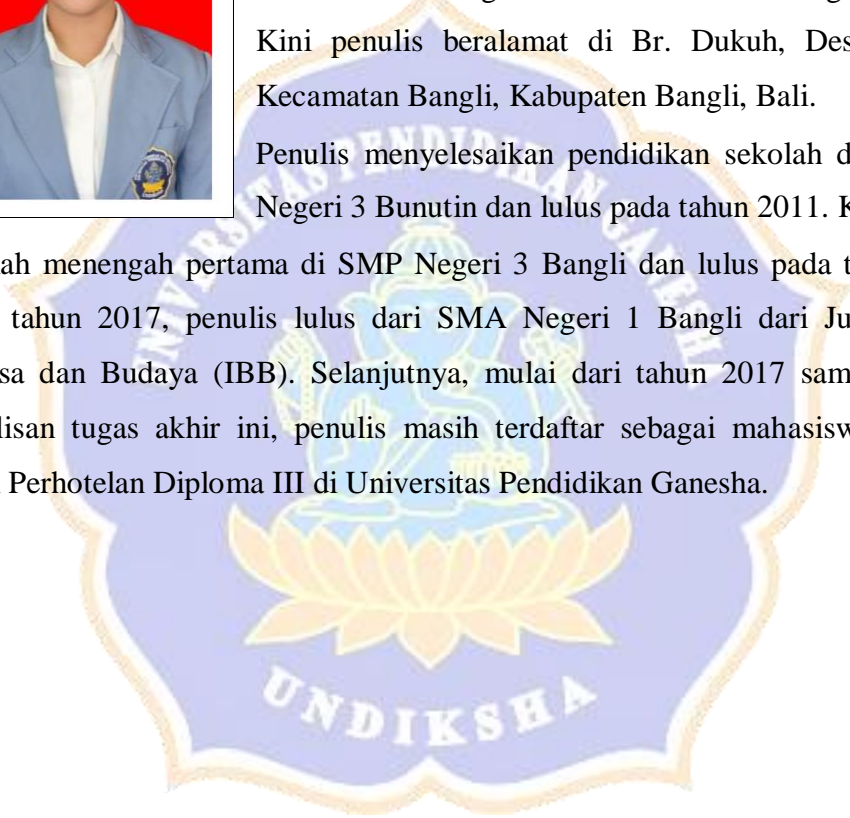 Kini penulis beralamat di Br. Dukuh, Des
Kecamatan Bangli, Kabupaten Bangli, Bali.
Penulis menyelesaikan pendidikan sekolah d
Negeri 3 Bunutin dan lulus pada tahun 2011. K
ah menengah pertama di SMP Negeri 3 Bangli dan lulus pada t
tahun 2017, penulis lulus dari SMA Negeri 1 Bangli dari Ju
sa dan Budaya (IBB). Selanjutnya, mulai dari tahun 2017 sam
lisan tugas akhir ini, penulis masih terdaftar sebagai mahasisw
Perhotelan Diploma III di Universitas Pendidikan Ganesha.
UNIVERSITAS PENDIDIKAN GANESHA
UNDIKSHA